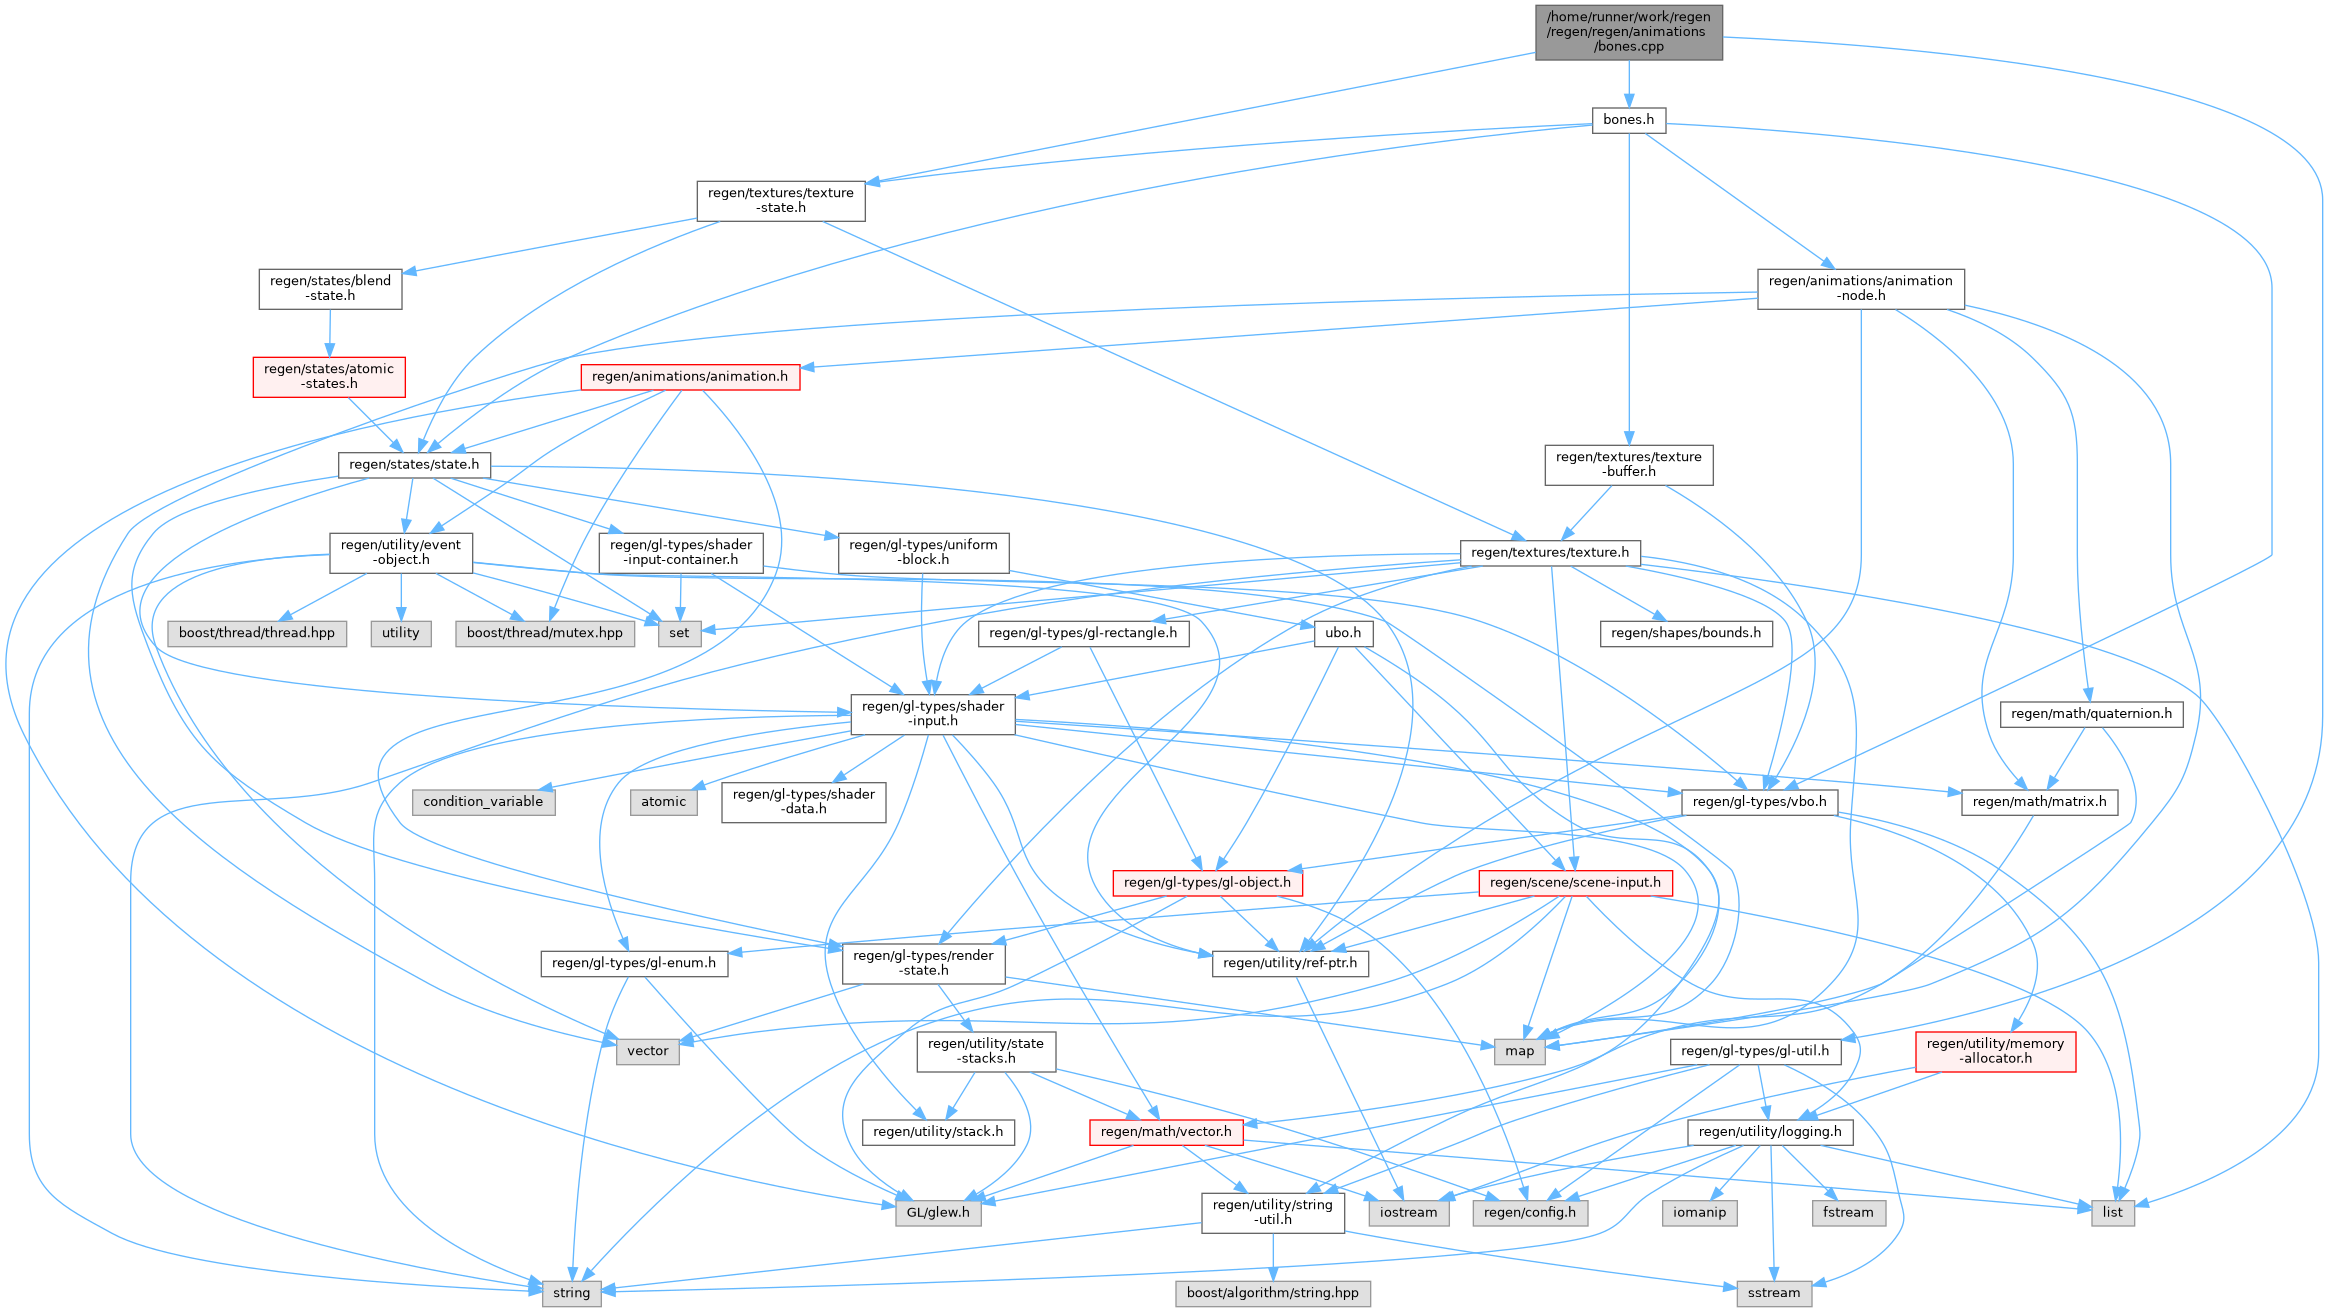 /home/runner/work/regen
/regen/regen/animations
/bones.cpp
bones.h
regen/textures/texture
-state.h
regen/states/blend
-state.h
regen/animations/animation
-node.h
regen/states/atomic
-states.h
regen/animations/animation.h
regen/states/state.h
regen/textures/texture
-buffer.h
regen/utility/event
-object.h
regen/gl-types/shader
-input-container.h
regen/gl-types/uniform
-block.h
regen/textures/texture.h
boost/thread/thread.hpp
utility
boost/thread/mutex.hpp
set
regen/gl-types/gl-rectangle.h
ubo.h
regen/shapes/bounds.h
regen/gl-types/shader
-input.h
regen/math/quaternion.h
condition_variable
atomic
regen/gl-types/shader
-data.h
regen/gl-types/vbo.h
regen/math/matrix.h
regen/gl-types/gl-object.h
regen/scene/scene-input.h
regen/gl-types/gl-enum.h
regen/gl-types/render
-state.h
regen/utility/ref-ptr.h
vector
regen/utility/state
-stacks.h
map
regen/gl-types/gl-util.h
regen/utility/memory
-allocator.h
regen/utility/stack.h
regen/math/vector.h
regen/utility/logging.h
GL/glew.h
regen/utility/string
-util.h
iostream
regen/config.h
iomanip
fstream
list
string
boost/algorithm/string.hpp
sstream